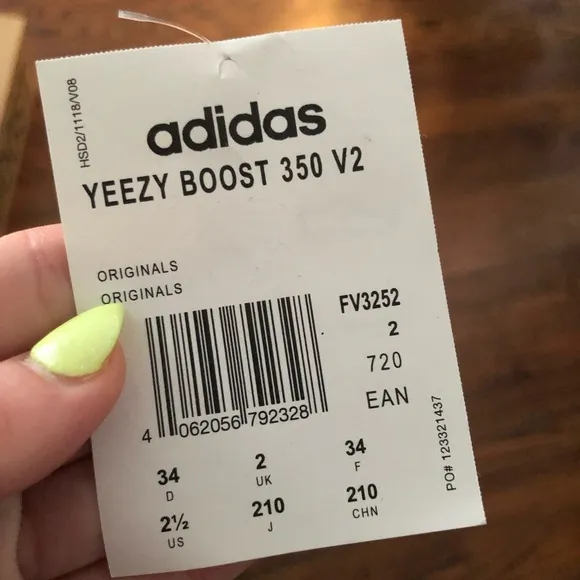 HSD2/1118/V08
adidas
YEEZY BOOST 350 V2
ORIGINALS
ORIGINALS
FV3252
2
720
EAN
4 062056 792328
34 2 34
D UK F
2½ 210 210
US J CHN
PO# 123321437